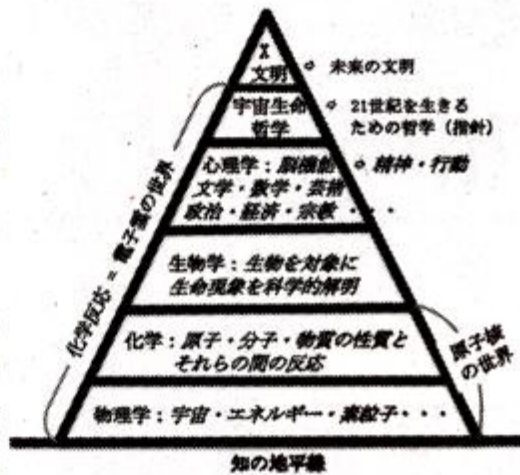 X
文明
⇨ 未来の文明
宇宙生命
哲学
⇨ 21世紀を生きる
ための哲学（指針）
心理学：脳機能 ⇨ 精神・行動
文学・数学・芸術
政治・経済・宗教・・・
生物学：生物を対象に
生命現象を科学的解明
化学：原子・分子・物質の性質と
それらの間の反応
物理学：宇宙・エネルギー・素粒子・・・
化学反応 = 電子雲の世界
原子核
の世界
知の地平線